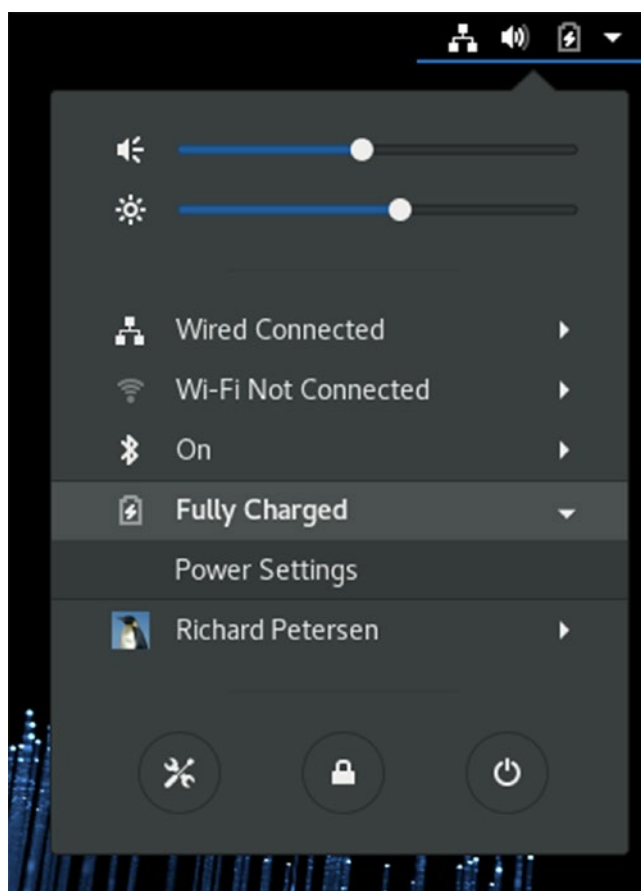 Wired Connected
Wi-Fi Not Connected
On
Fully Charged
Power Settings
Richard Petersen